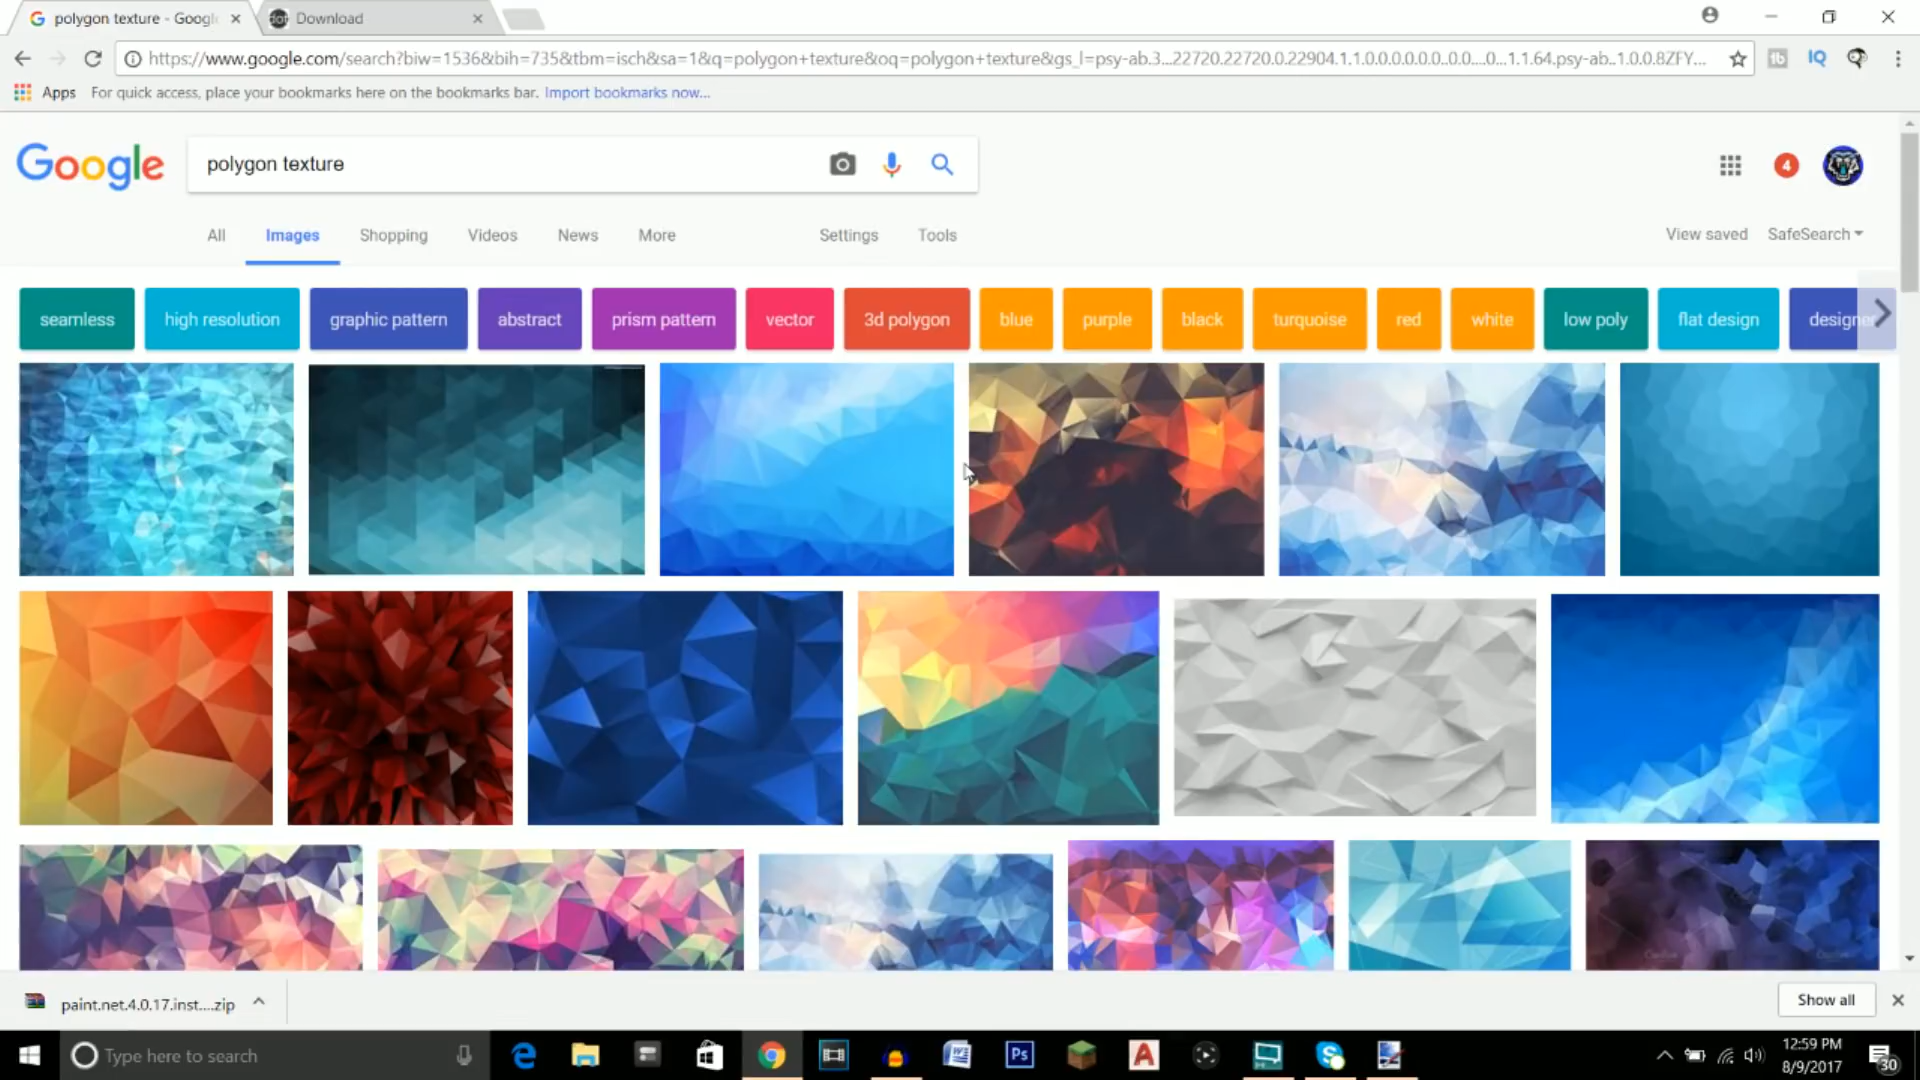 polygon texture - Googl
Download
https://www.google.com/search?biw=1536&bih=735&tbm=isch&sa=1&q=polygon+texture&oq=polygon+texture&gs_l=psy-ab.3...22720.22720.0.22904.1.1.0.0.0.0.0.0..0.0....0...1.1.64.psy-ab..1.0.0.8ZFY...
Apps For quick access, place your bookmarks here on the bookmarks bar. Import bookmarks now...
Google polygon texture 4
All Images Shopping Videos News More Settings Tools View saved SafeSearch
seamless high resolution graphic pattern abstract prism pattern vector 3d polygon blue purple black turquoise red white low poly flat design designer
paint.net.4.0.17.inst....zip Show all
Type here to search
12:59 PM
8/9/2017
30